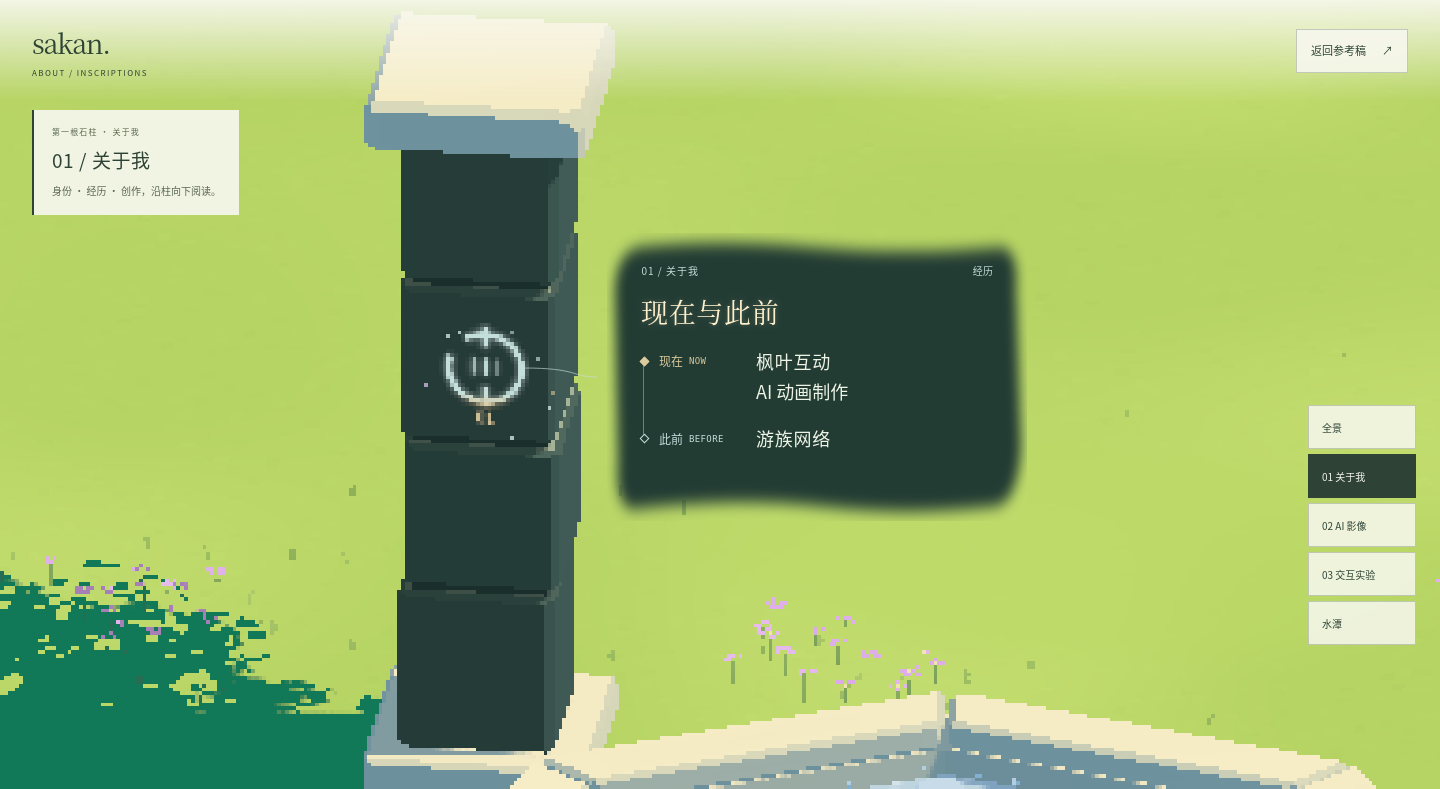 sakan.
ABOUT / INSCRIPTIONS
返回参考稿 ↗
第一根石柱 · 关于我
01 / 关于我
身份 · 经历 · 创作，沿柱向下阅读。
01 / 关于我
经历
现在与此前
现在 NOW
枫叶互动
AI 动画制作
此前 BEFORE
游族网络
全景
01 关于我
02 AI 影像
03 交互实验
水潭